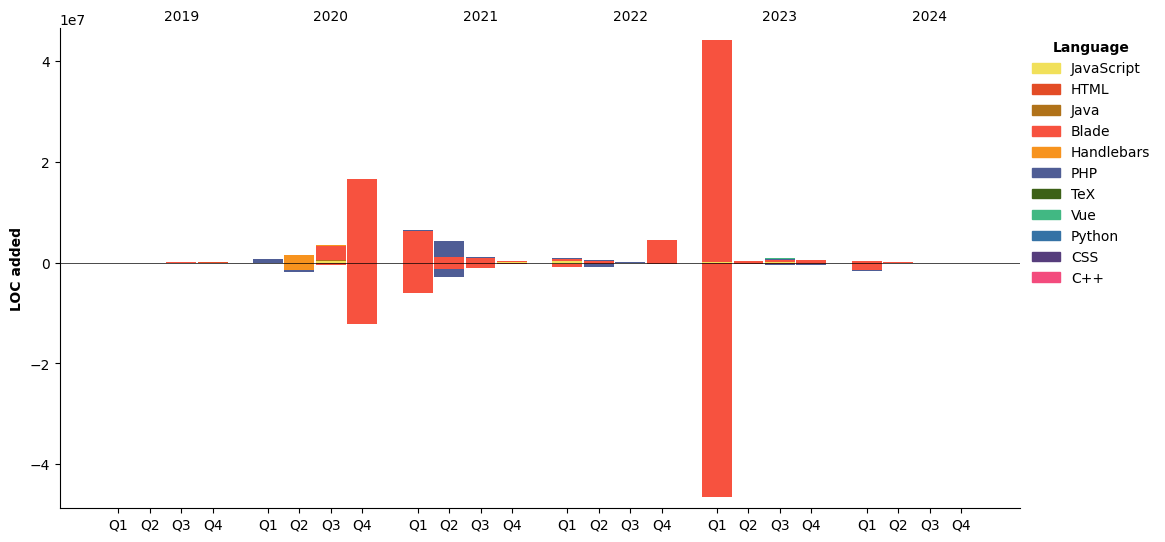 1e7
2019 2020 2021 2022 2023 2024
4
2
0
−2
−4
LOC added
Q1 Q2 Q3 Q4 Q1 Q2 Q3 Q4 Q1 Q2 Q3 Q4 Q1 Q2 Q3 Q4 Q1 Q2 Q3 Q4 Q1 Q2 Q3 Q4
Language
JavaScript
HTML
Java
Blade
Handlebars
PHP
TeX
Vue
Python
CSS
C++